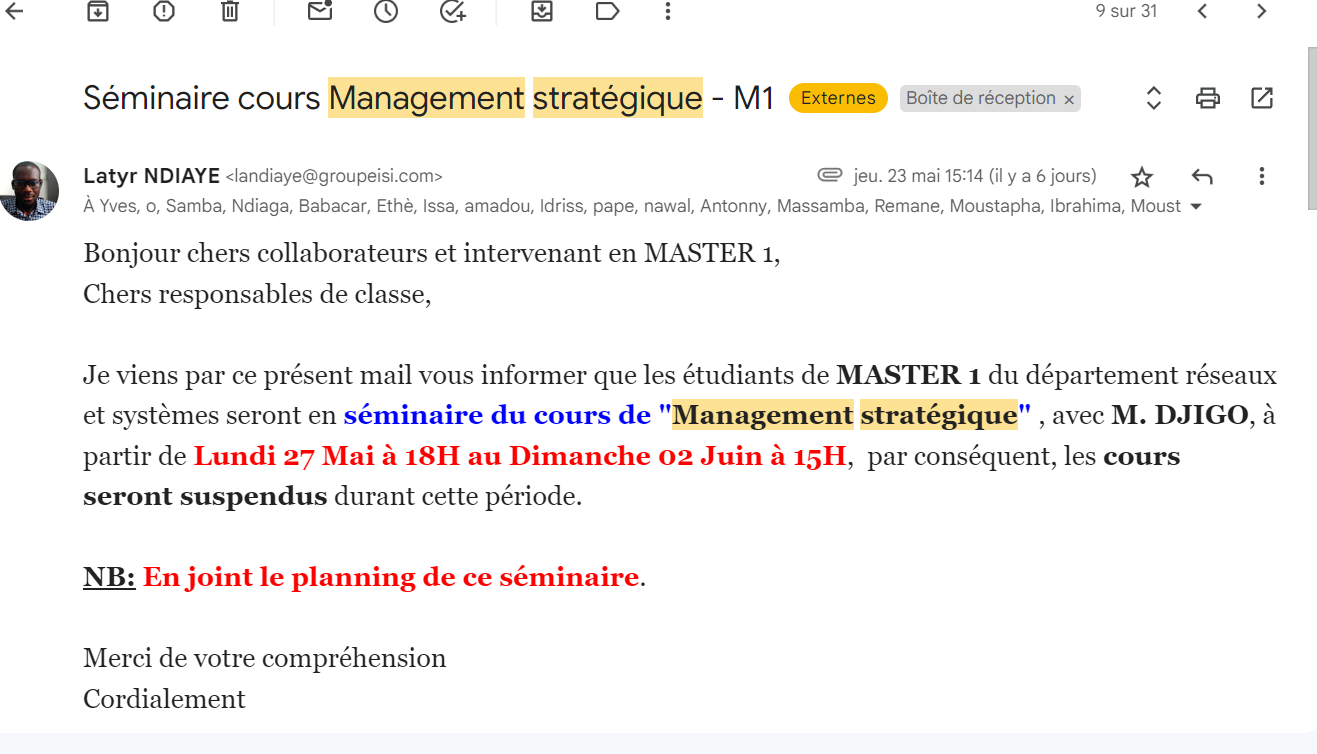 9 sur 31
Séminaire cours Management stratégique - M1 Externes Boîte de réception ×
Latyr NDIAYE <landiaye@groupeisi.com> jeu. 23 mai 15:14 (il y a 6 jours)
À Yves, o, Samba, Ndiaga, Babacar, Ethè, Issa, amadou, Idriss, pape, nawal, Antonny, Massamba, Remane, Moustapha, Ibrahima, Moust
Bonjour chers collaborateurs et intervenant en MASTER 1,
Chers responsables de classe,
Je viens par ce présent mail vous informer que les étudiants de MASTER 1 du département réseaux
et systèmes seront en séminaire du cours de "Management stratégique" , avec M. DJIGO, à
partir de Lundi 27 Mai à 18H au Dimanche 02 Juin à 15H, par conséquent, les cours
seront suspendus durant cette période.
NB: En joint le planning de ce séminaire.
Merci de votre compréhension
Cordialement